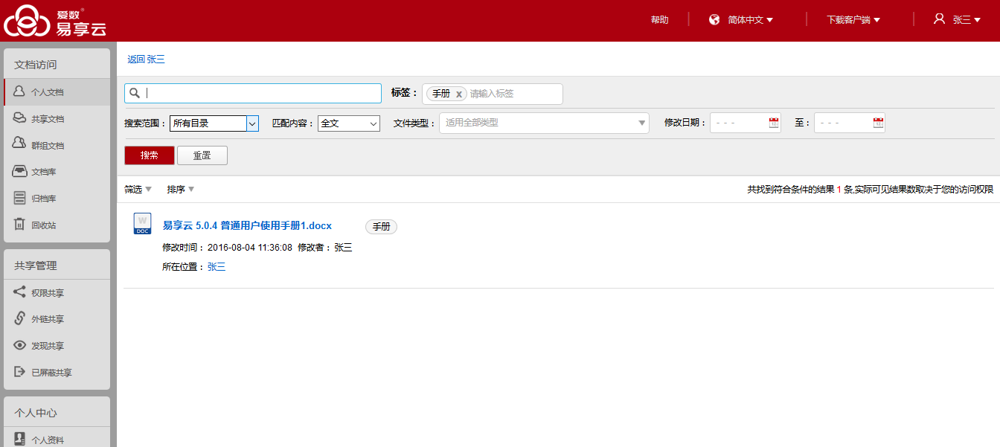 爱数®
易享云
帮助
简体中文
下载客户端
张三
文档访问
个人文档
共享文档
群组文档
文档库
归档库
回收站
共享管理
权限共享
外链共享
发现共享
已屏蔽共享
个人中心
个人资料
返回 张三
标签： 手册 x 请输入标签
搜索范围： 所有目录 匹配内容： 全文 文件类型： 适用全部类型 修改日期： - - - 至： - - -
搜索 重置
筛选 排序 共找到符合条件的结果 1 条,实际可见结果数取决于您的访问权限
W
DOC
易享云 5.0.4 普通用户使用手册1.docx 手册
修改时间： 2016-08-04 11:36:08 修改者： 张三
所在位置： 张三